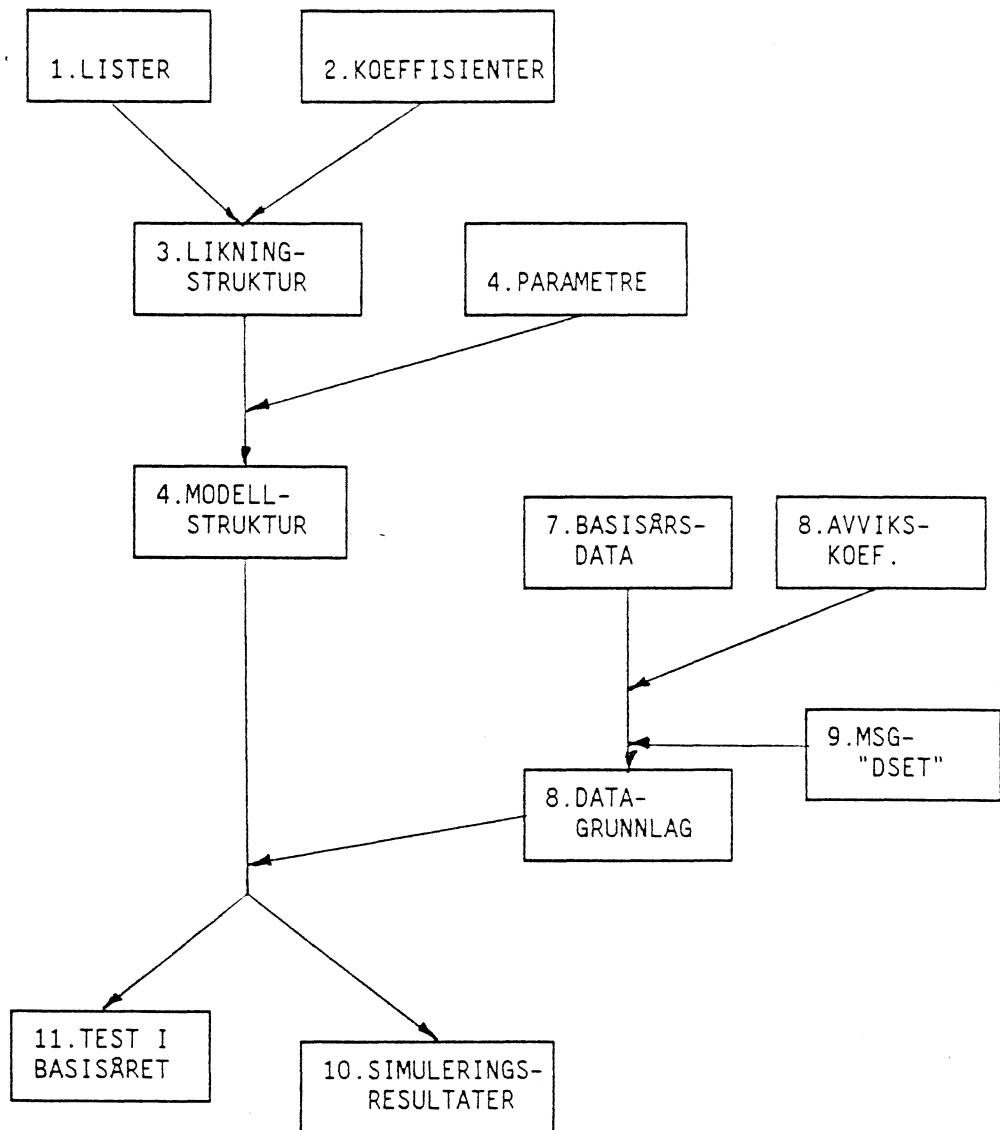 1.LISTER
2.KOEFFISIENTER
3.LIKNING-
STRUKTUR
4.PARAMETRE
4.MODELL-
STRUKTUR
7.BASISÅRS-
DATA
8.AVVIKS-
KOEF.
9.MSG-
"DSET"
8.DATA-
GRUNNLAG
11.TEST I
BASISÅRET
10.SIMULERINGS-
RESULTATER